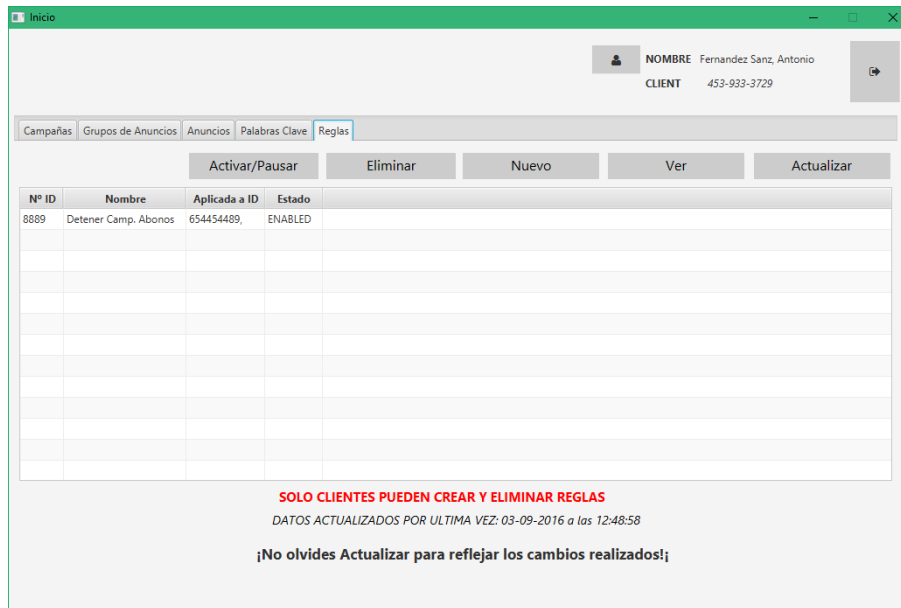 Inicio
NOMBRE Fernandez Sanz, Antonio
CLIENT 453-933-3729
Campañas Grupos de Anuncios Anuncios Palabras Clave Reglas
Activar/Pausar Eliminar Nuevo Ver Actualizar
Nº ID Nombre Aplicada a ID Estado
8889 Detener Camp. Abonos 654454489, ENABLED
SOLO CLIENTES PUEDEN CREAR Y ELIMINAR REGLAS
DATOS ACTUALIZADOS POR ULTIMA VEZ: 03-09-2016 a las 12:48:58
¡No olvides Actualizar para reflejar los cambios realizados!¡